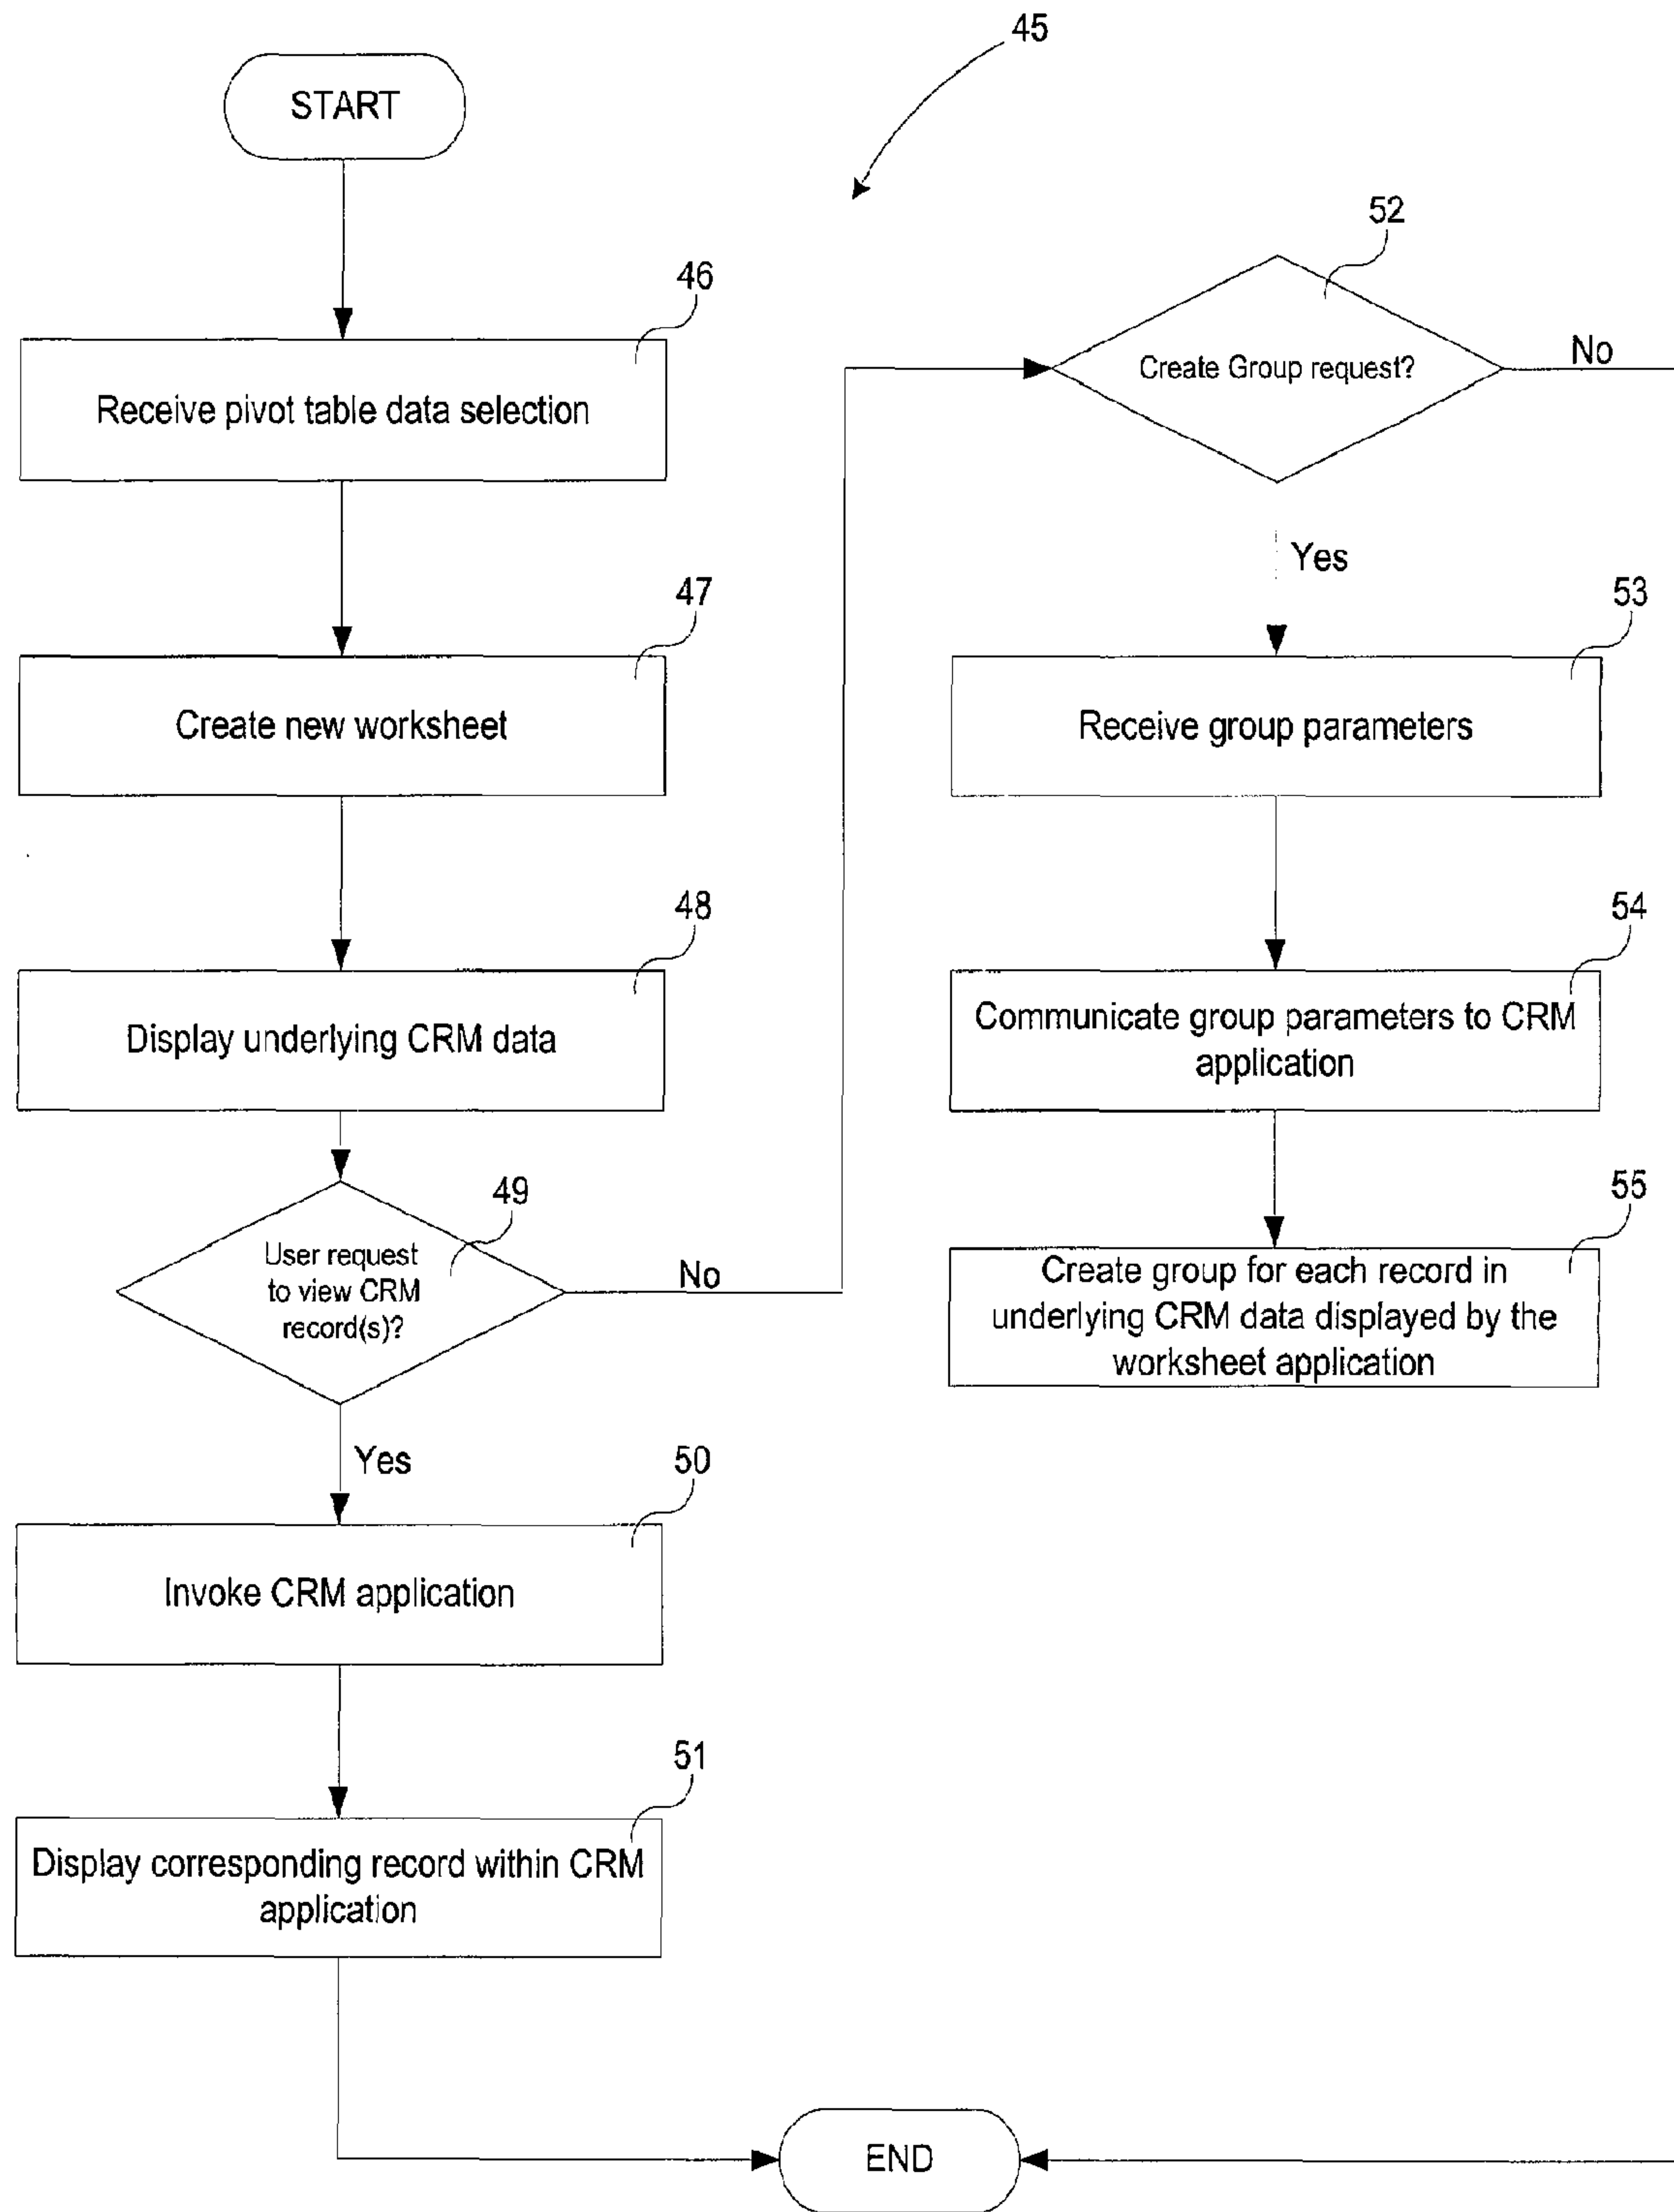 45
START
46
Receive pivot table data selection
47
Create new worksheet
48
Display underlying CRM data
49
User request
to view CRM
record(s)?
No
Yes
50
Invoke CRM application
51
Display corresponding record within CRM
application
52
Create Group request?
No
Yes
53
Receive group parameters
54
Communicate group parameters to CRM
application
55
Create group for each record in
underlying CRM data displayed by the
worksheet application
END